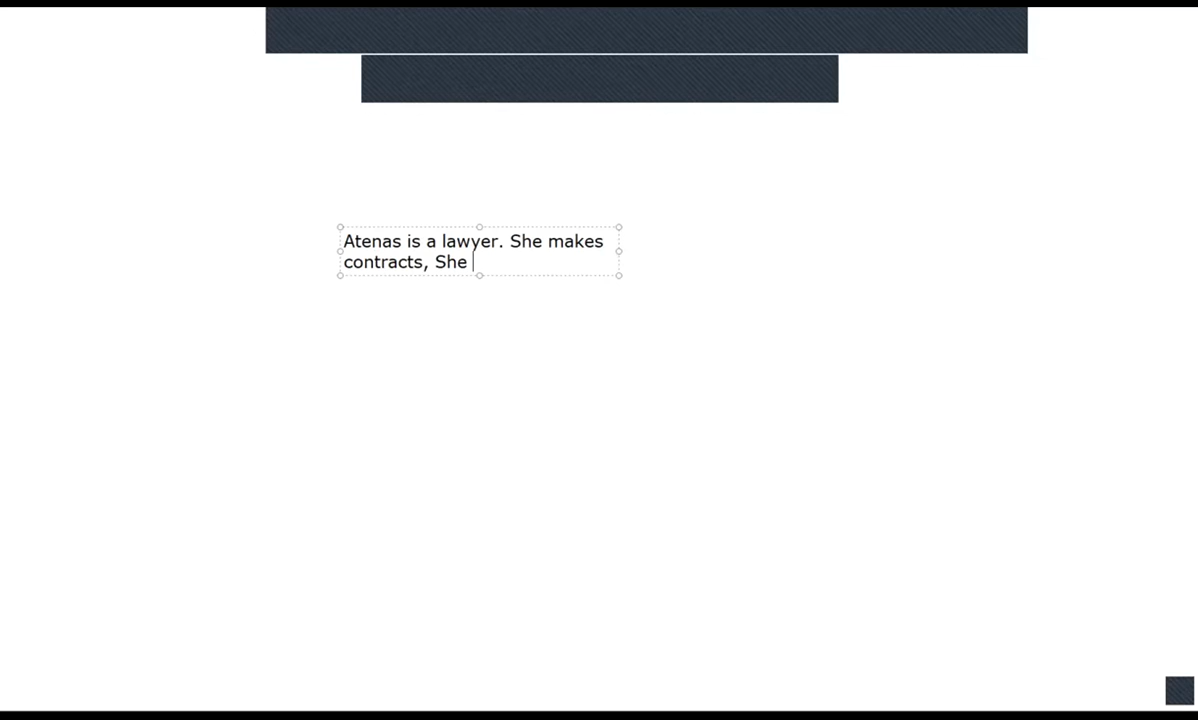 Atenas is a lawyer. She makes
contracts, She